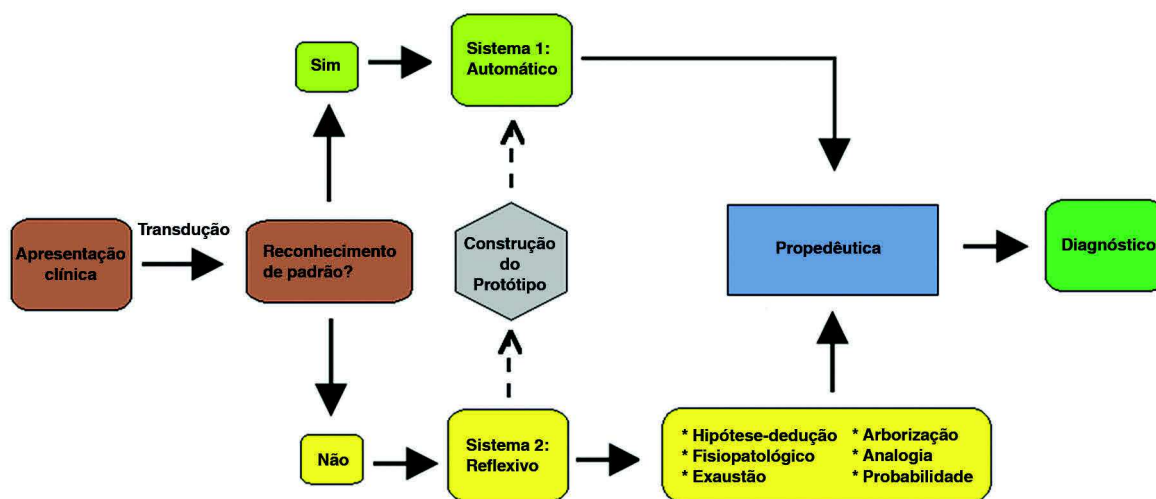 Sim
Sistema 1:
Automático
Transdução
Apresentação
clínica
Reconhecimento
de padrão?
Construção
do
Protótipo
Propedêutica
Diagnóstico
Não
Sistema 2:
Reflexivo
* Hipótese-dedução * Arborização
* Fisiopatológico * Analogia
* Exaustão * Probabilidade